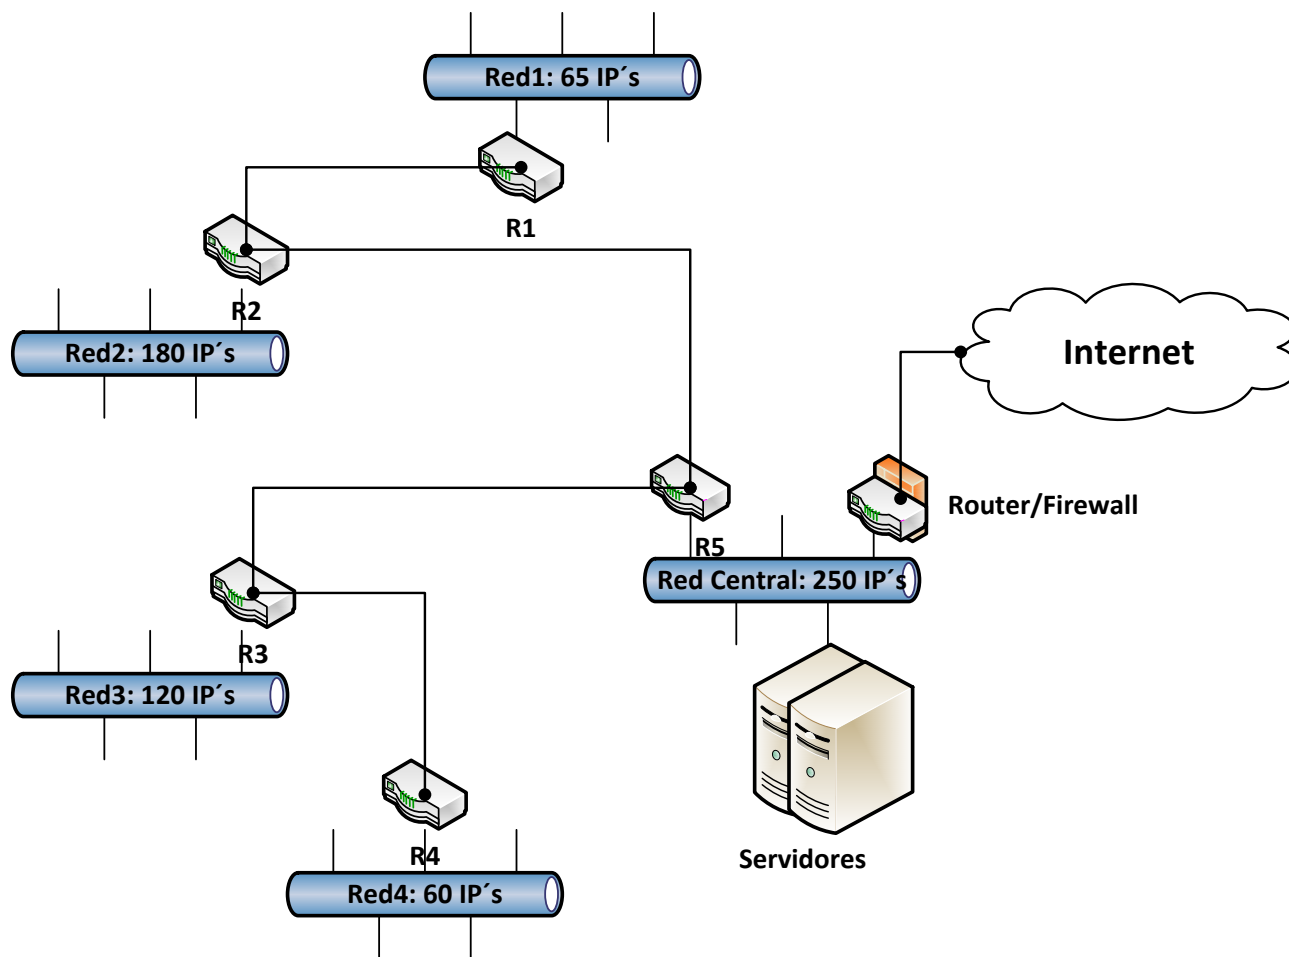 Red1: 65 IP´s
R1
R2
Red2: 180 IP´s
Internet
Router/Firewall
R5
Red Central: 250 IP´s
R3
Red3: 120 IP´s
Servidores
R4
Red4: 60 IP´s